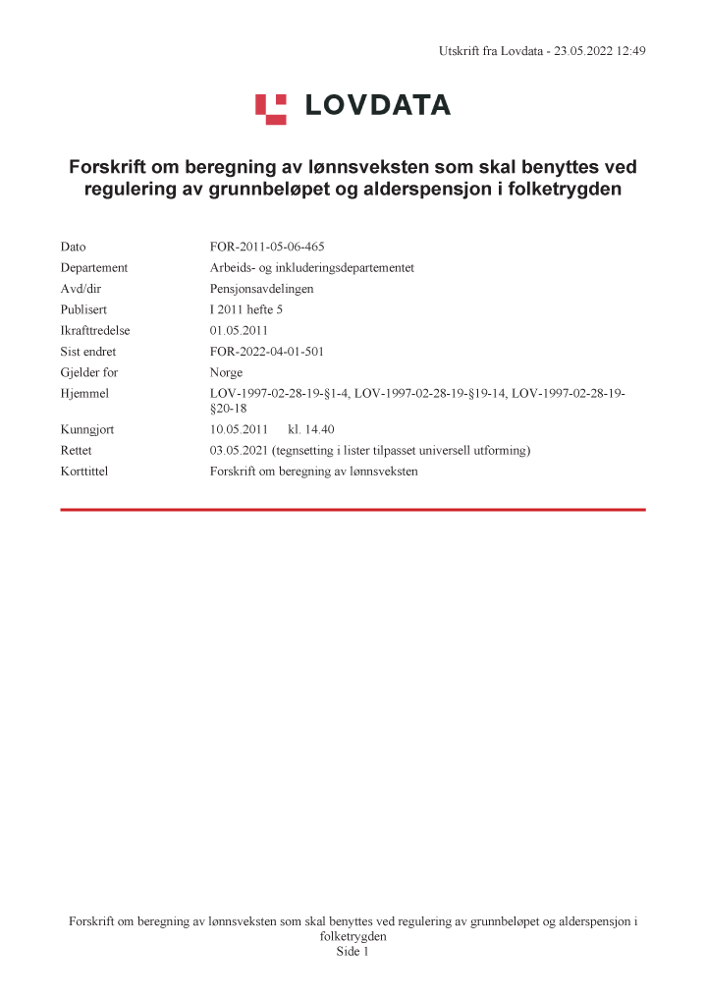 Utskrift fra Lovdata - 23.05.2022 12:49
LOVDATA
Forskrift om beregning av lønnsveksten som skal benyttes ved
regulering av grunnbeløpet og alderspensjon i folketrygden
Dato FOR-2011-05-06-465
Departement Arbeids- og inkluderingsdepartementet
Avd/dir Pensjonsavdelingen
Publisert I 2011 hefte 5
Ikrafttredelse 01.05.2011
Sist endret FOR-2022-04-01-501
Gjelder for Norge
Hjemmel LOV-1997-02-28-19-§1-4, LOV-1997-02-28-19-§19-14, LOV-1997-02-28-19-
§20-18
Kunngjort 10.05.2011 kl. 14.40
Rettet 03.05.2021 (tegnsetting i lister tilpasset universell utforming)
Korttittel Forskrift om beregning av lønnsveksten
Forskrift om beregning av lønnsveksten som skal benyttes ved regulering av grunnbeløpet og alderspensjon i
folketrygden
Side 1